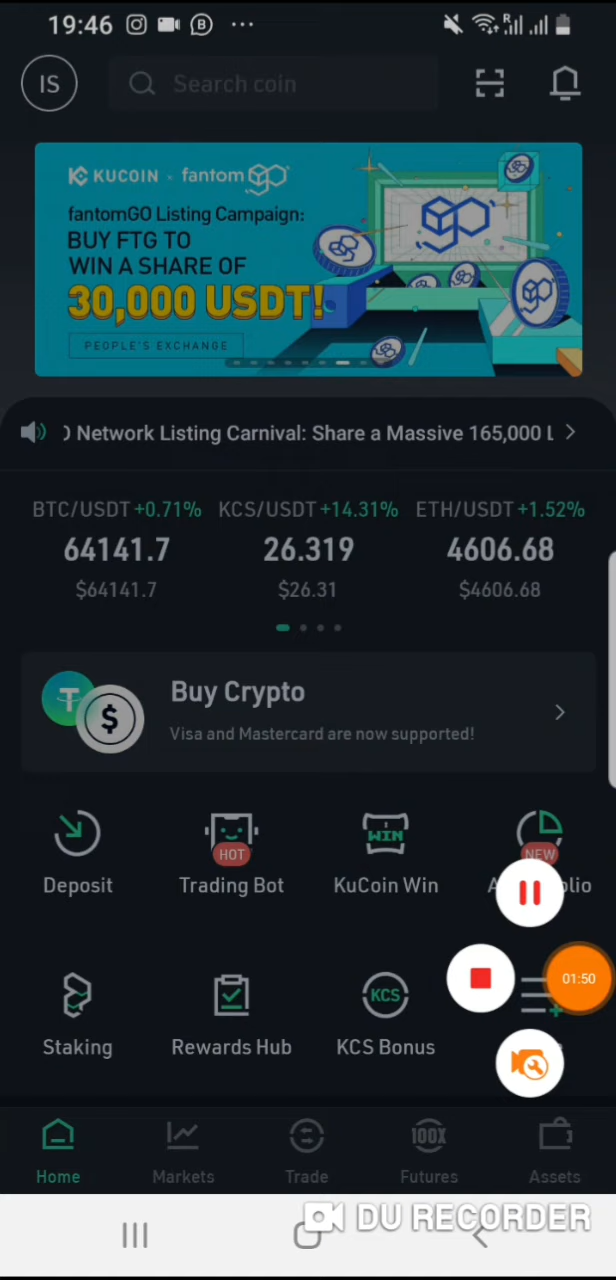 19:46
IS
Search coin
KUCOIN × fantom GO
fantomGO Listing Campaign:
BUY FTG TO
WIN A SHARE OF
30,000 USDT!
PEOPLE'S EXCHANGE
Network Listing Carnival: Share a Massive 165,000
BTC/USDT +0.71% KCS/USDT +14.31% ETH/USDT +1.52%
64141.7 26.319 4606.68
$64141.7 $26.31 $4606.68
Buy Crypto
Visa and Mastercard are now supported!
WIN
HOT NEW
Deposit Trading Bot KuCoin Win
01:50
KCS
Staking Rewards Hub KCS Bonus
100X
Home Markets Trade Futures Assets
DU RECORDER